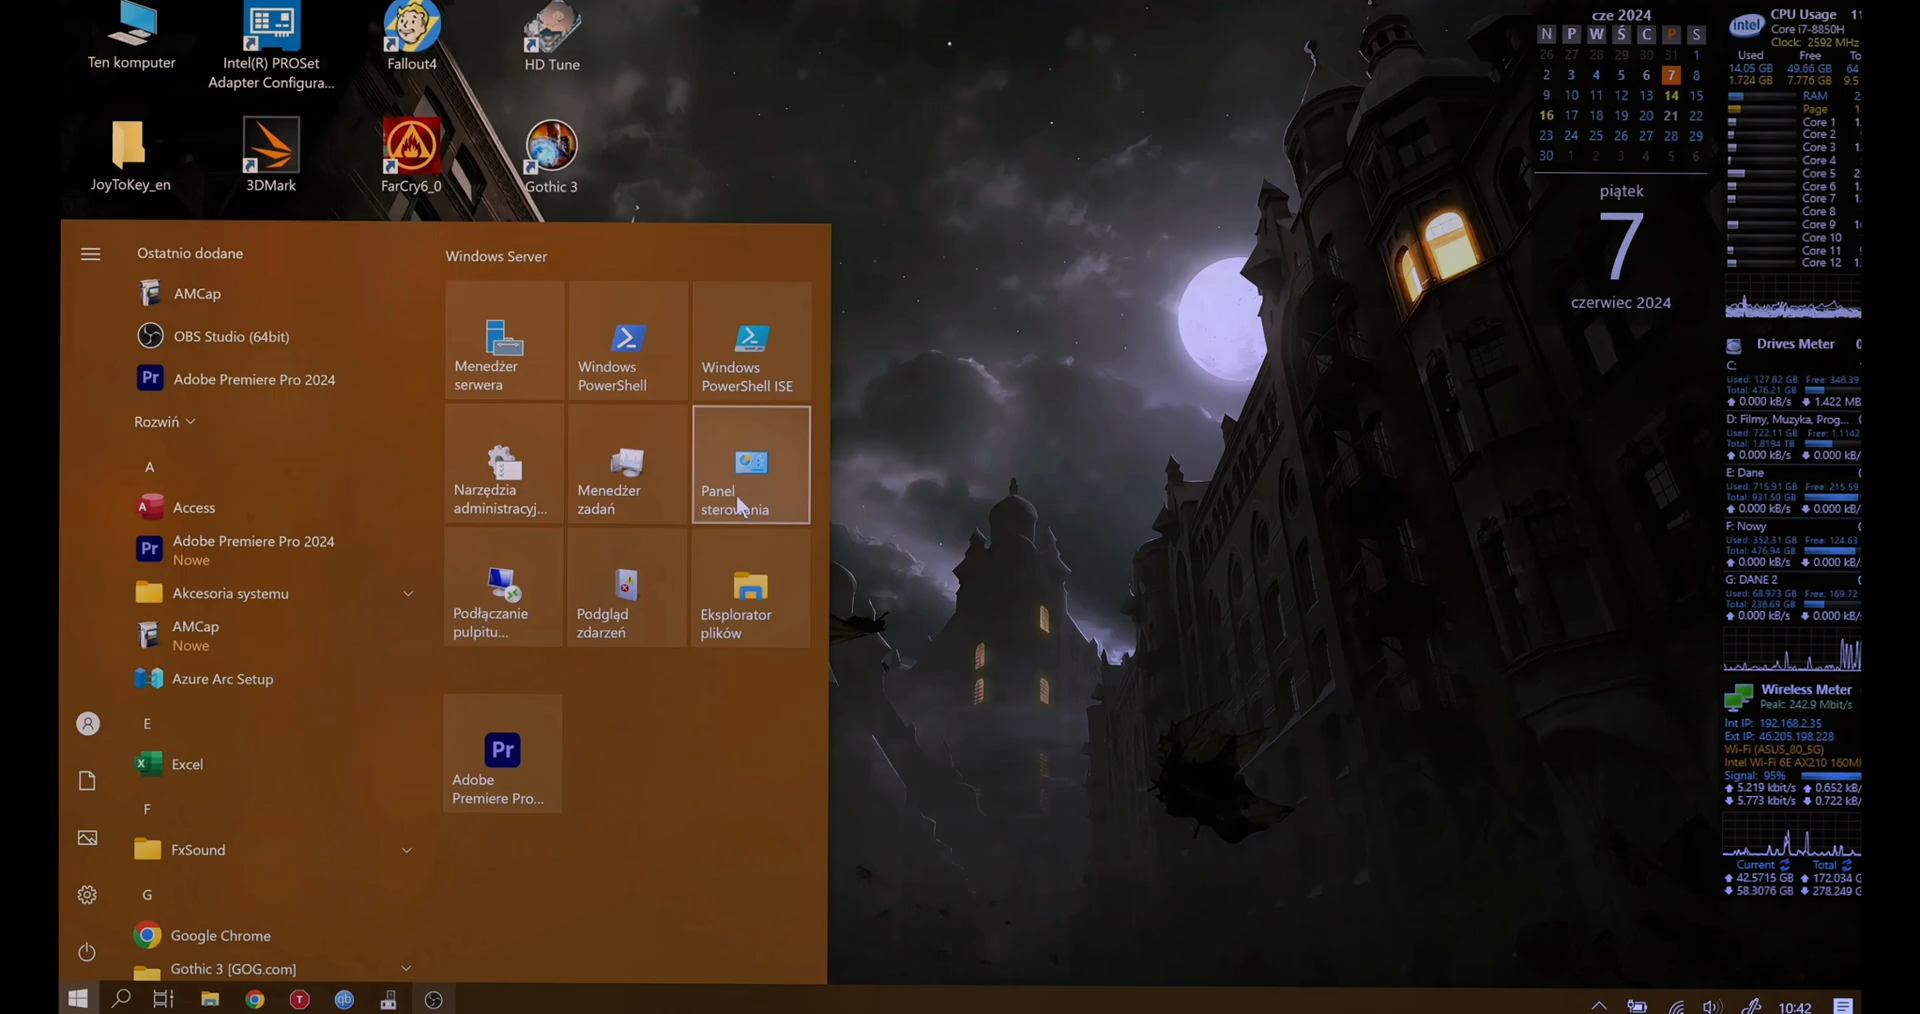 Ten komputer
Intel(R) PROSet
Adapter Configura...
Fallout4
HD Tune
JoyToKey_en
3DMark
FarCry6_0
Gothic 3
Ostatnio dodane
AMCap
OBS Studio (64bit)
Adobe Premiere Pro 2024
Rozwiń
A
Access
Adobe Premiere Pro 2024
Nowe
Akcesoria systemu
AMCap
Nowe
Azure Arc Setup
E
Excel
F
FxSound
G
Google Chrome
Gothic 3 [GOG.com]
Windows Server
Menedżer
serwera
Windows
PowerShell
Windows
PowerShell ISE
Narzędzia
administracyj...
Menedżer
zadań
Panel
sterowania
Podłączanie
pulpitu...
Podgląd
zdarzeń
Eksplorator
plików
Adobe
Premiere Pro...
cze 2024
N P W Ś C P S
26 27 28 29 30 31 1
2 3 4 5 6 7 8
9 10 11 12 13 14 15
16 17 18 19 20 21 22
23 24 25 26 27 28 29
30 1 2 3 4 5 6
piątek
7
czerwiec 2024
intel
CPU Usage
Core i7-8850H
Clock: 2592 MHz
Used Free
14.05 GB 49.66 GB 64
1.724 GB 7.776 GB 9.5
RAM
Page
Core 1
Core 2
Core 3
Core 4
Core 5
Core 6
Core 7
Core 8
Core 9
Core 10
Core 11
Core 12
Drives Meter
C:
Used: 127.82 GB Free: 348.39
Total: 476.21 GB
0.000 kB/s 1.422 MB
D: Filmy, Muzyka, Prog...
Used: 722.11 GB Free: 1.1142
Total: 1.8194 TB
0.000 kB/s 0.000 kB/
E: Dane
Used: 715.91 GB Free: 215.59
Total: 931.50 GB
0.000 kB/s 0.000 kB/
F: Nowy
Used: 352.31 GB Free: 124.63
Total: 476.94 GB
0.000 kB/s 0.000 kB/
G: DANE 2
Used: 68.973 GB Free: 169.72
Total: 238.69 GB
0.000 kB/s 0.000 kB/
Wireless Meter
Peak: 242.9 Mbit/s
Int IP: 192.168.2.35
Ext IP: 46.205.198.228
Wi-Fi (ASUS_80_5G)
Intel Wi-Fi 6E AX210 160MH
Signal: 95%
5.219 kbit/s 0.652 kB/
5.773 kbit/s 0.722 kB/
Current Total
42.5715 GB 172.034 G
58.3076 GB 278.249 G
10:42